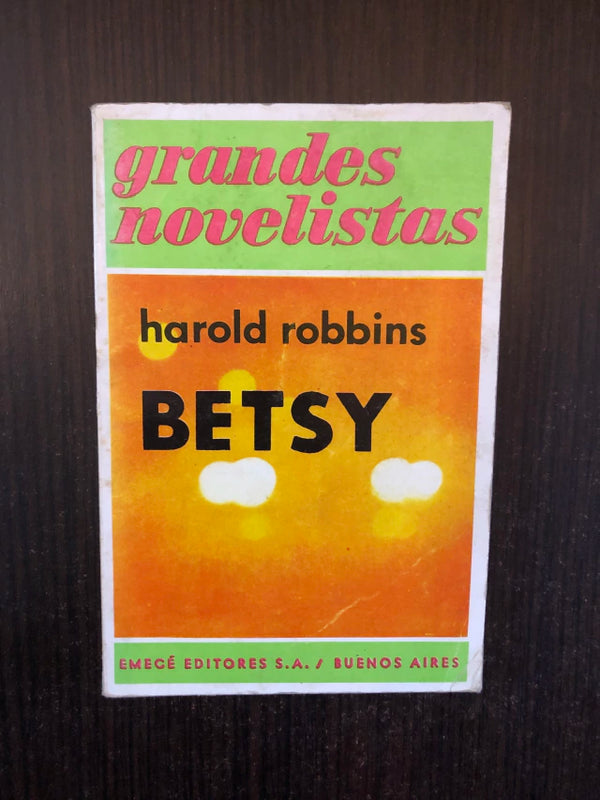 grandes
novelistas
harold robbins
BETSY
EMECÉ EDITORES S.A. / BUENOS AIRES